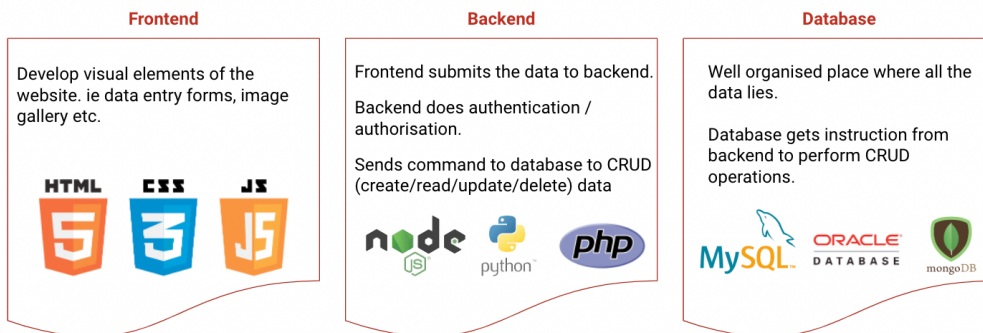 Frontend
Develop visual elements of the
website. ie data entry forms, image
gallery etc.
HTML
5
CSS
3
JS
JS
Backend
Frontend submits the data to backend.
Backend does authentication /
authorisation.
Sends command to database to CRUD
(create/read/update/delete) data
node
JS
python™
php
Database
Well organised place where all the
data lies.
Database gets instruction from
backend to perform CRUD
operations.
MySQL™
ORACLE
DATABASE
mongoDB